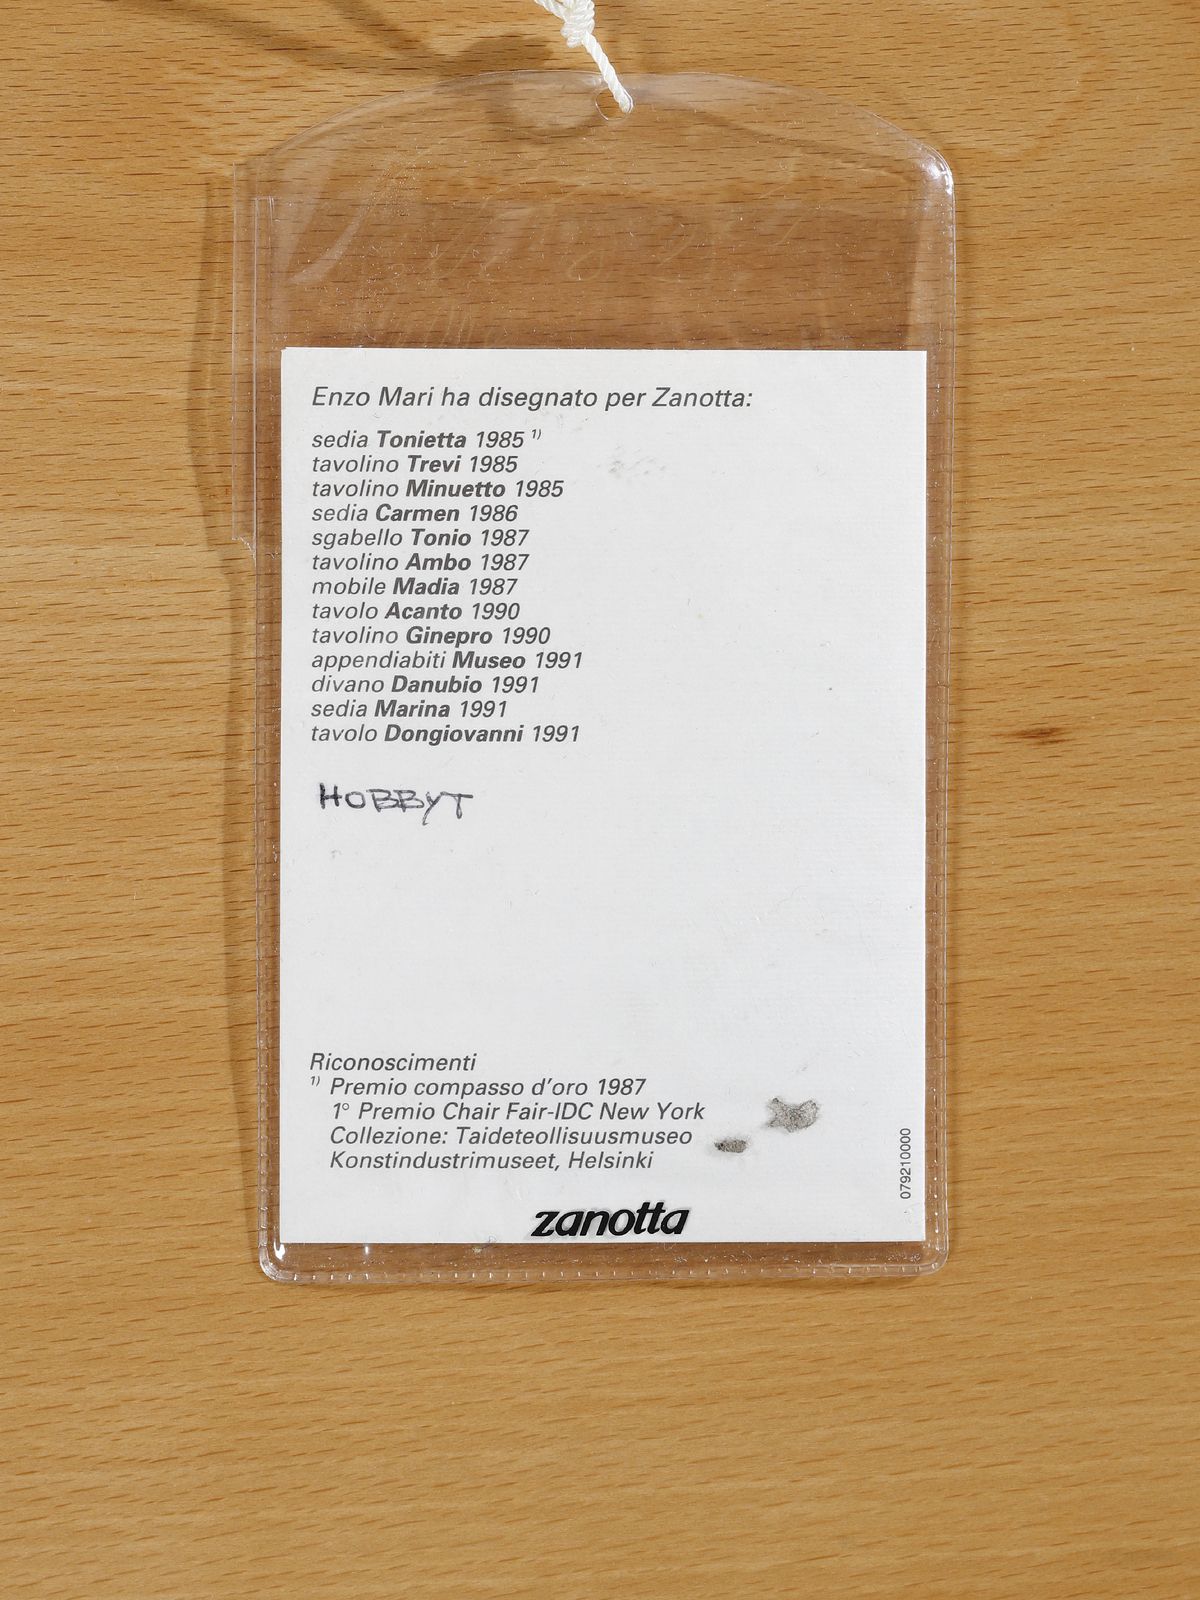 Enzo Mari ha disegnato per Zanotta:
sedia Tonietta 1985 1)
tavolino Trevi 1985
tavolino Minuetto 1985
sedia Carmen 1986
sgabello Tonio 1987
tavolino Ambo 1987
mobile Madia 1987
tavolo Acanto 1990
tavolino Ginepro 1990
appendiabiti Museo 1991
divano Danubio 1991
sedia Marina 1991
tavolo Dongiovanni 1991
HOBBYT
Riconoscimenti
1) Premio compasso d'oro 1987
1° Premio Chair Fair-IDC New York
Collezione: Taideteollisuusmuseo
Konstindustrimuseet, Helsinki
079210000
zanotta